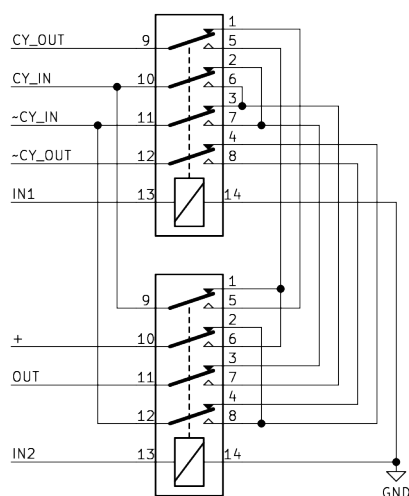 CY_OUT 9 1
5
CY_IN 10 2
6
~CY_IN 11 3
7
~CY_OUT 12 4
8
IN1 13 14
9 1
5
+ 10 2
6
OUT 11 3
7
12 4
8
IN2 13 14
GND